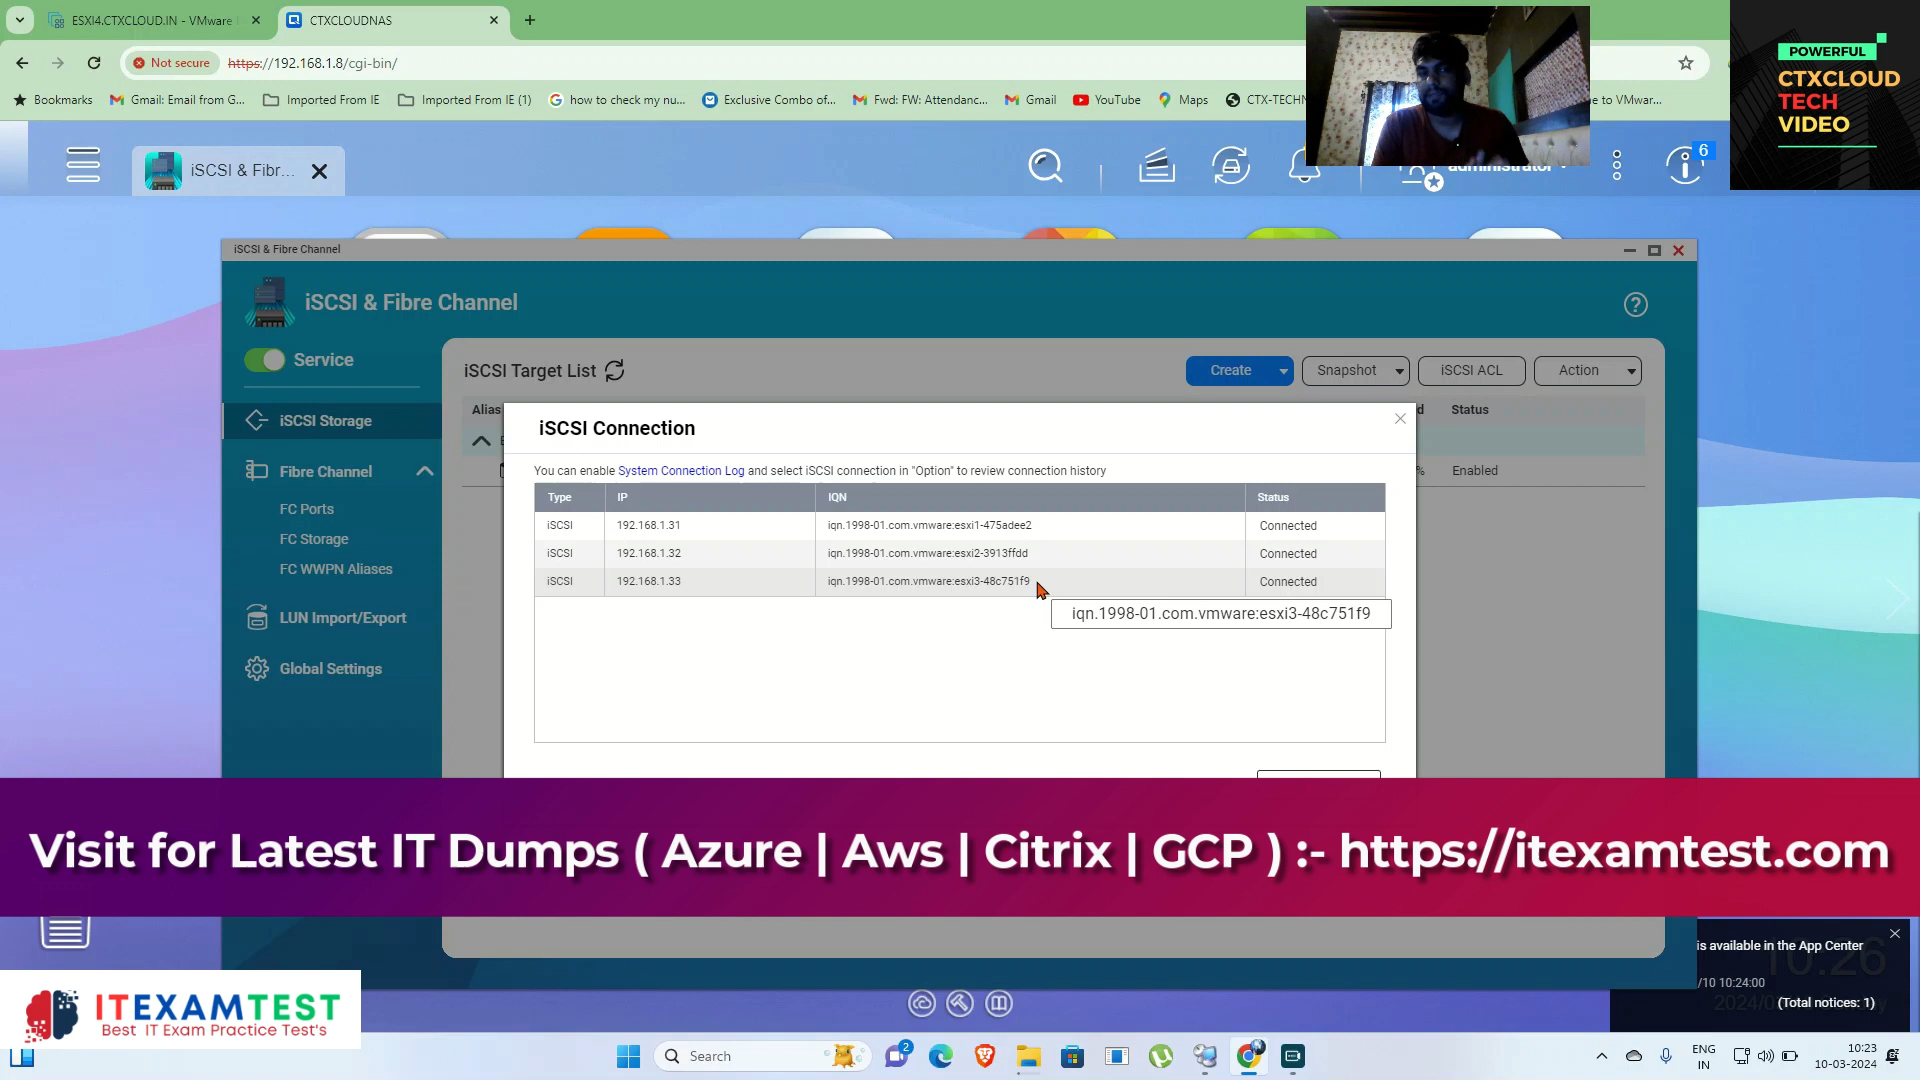 ESXI4.CTXCLOUD.IN - VMware
CTXCLOUDNAS
Not secure
https://192.168.1.8/cgi-bin/
Bookmarks
Gmail: Email from G...
Imported From IE
Imported From IE (1)
how to check my nu...
Exclusive Combo of...
Fwd: FW: Attendanc...
Gmail
YouTube
Maps
CTX-TECHN
e to VMwar...
POWERFUL
CTXCLOUD
TECH
VIDEO
iSCSI & Fibr...
administrator
6
iSCSI & Fibre Channel
iSCSI & Fibre Channel
Service
iSCSI Storage
Fibre Channel
FC Ports
FC Storage
FC WWPN Aliases
LUN Import/Export
Global Settings
iSCSI Target List
Create
Snapshot
iSCSI ACL
Action
Alias
d
Status
%
Enabled
iSCSI Connection
You can enable System Connection Log and select iSCSI connection in "Option" to review connection history
Type IP IQN Status
iSCSI 192.168.1.31 iqn.1998-01.com.vmware:esxi1-475adee2 Connected
iSCSI 192.168.1.32 iqn.1998-01.com.vmware:esxi2-3913ffdd Connected
iSCSI 192.168.1.33 iqn.1998-01.com.vmware:esxi3-48c751f9 Connected
iqn.1998-01.com.vmware:esxi3-48c751f9
Visit for Latest IT Dumps ( Azure | Aws | Citrix | GCP ) :- https://itexamtest.com
is available in the App Center
10:26
/10 10:24:00
(Total notices: 1)
ITEXAMTEST
Best IT Exam Practice Test's
Search
2
ENG
IN
10:23
10-03-2024